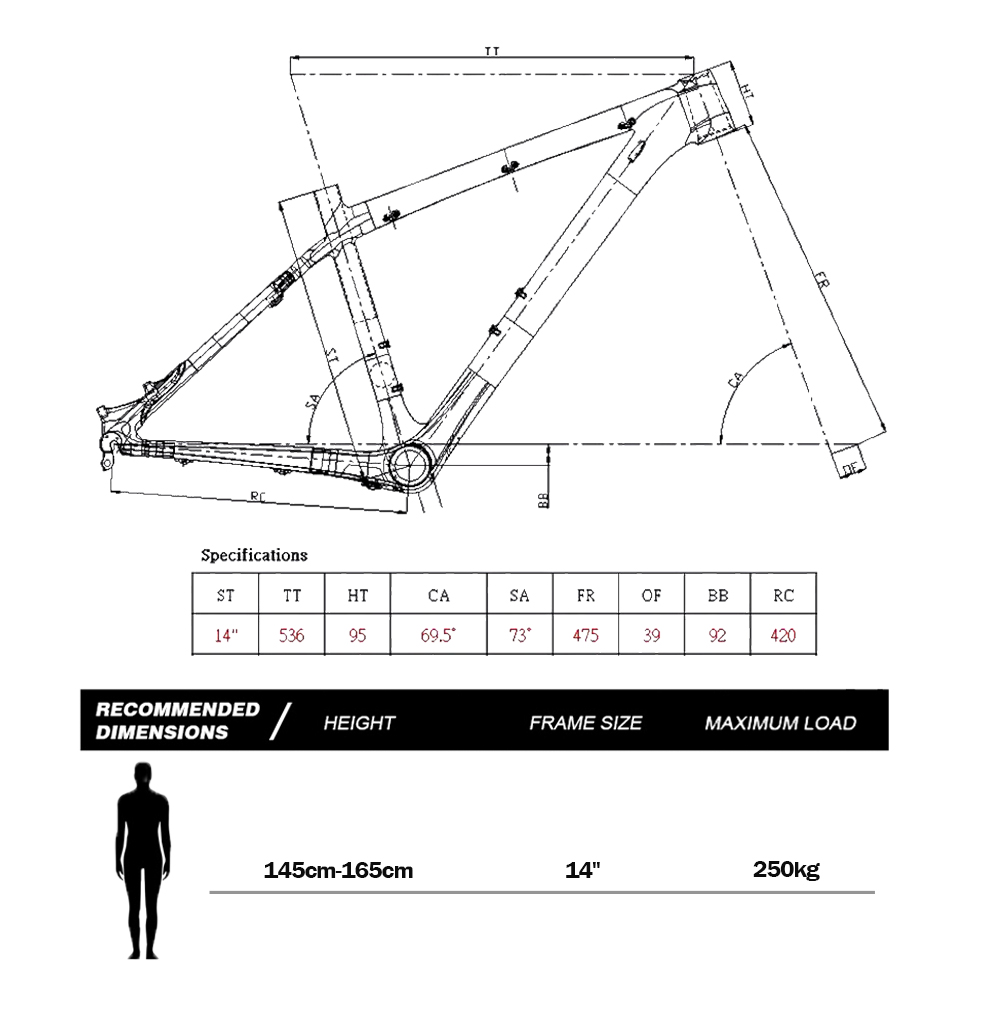 TT
HT
ST
SA
CA
FR
OF
BB
RC
Specifications
ST TT HT CA SA FR OF BB RC
14" 536 95 69.5° 73° 475 39 92 420
RECOMMENDED DIMENSIONS / HEIGHT FRAME SIZE MAXIMUM LOAD
145cm-165cm 14" 250kg